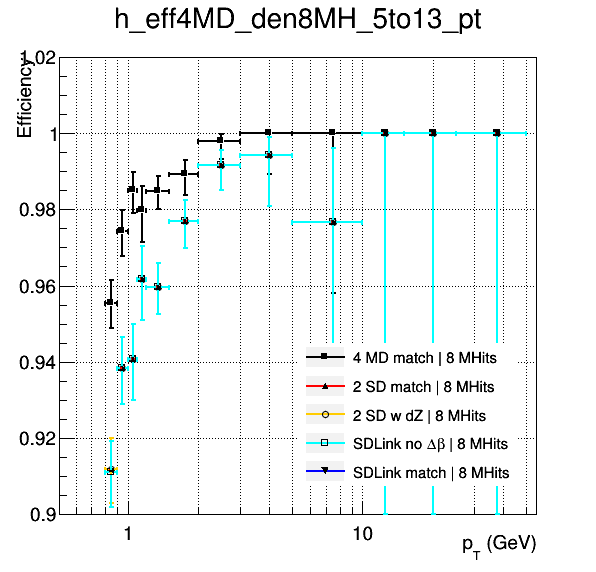 h_eff4MD_den8MH_5to13_pt
Efficiency
1.02
1
0.98
0.96
0.94
0.92
0.9
4 MD match | 8 MHits
2 SD match | 8 MHits
2 SD w dZ | 8 MHits
SDLink no Δβ | 8 MHits
SDLink match | 8 MHits
1
10
p_T (GeV)